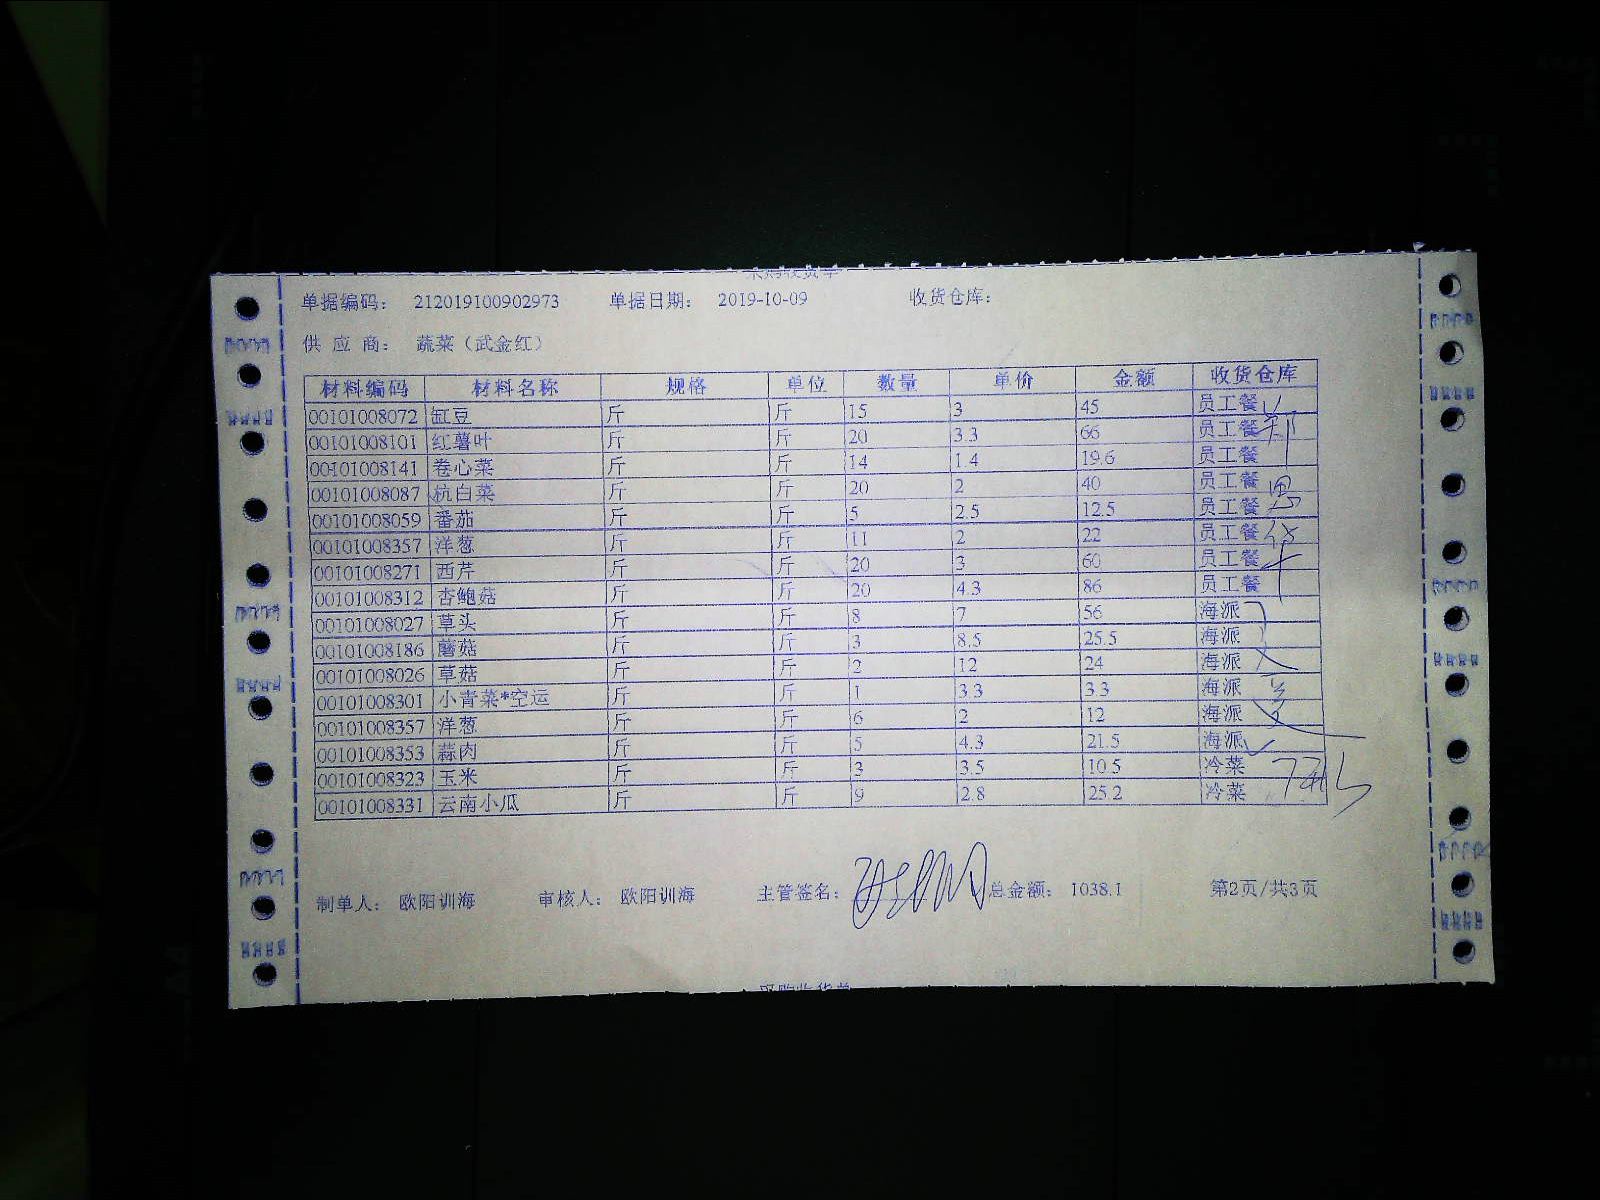 单据编码: 212019100902973 单据日期: 2019-10-09 收货仓库:
供 应 商: 蔬菜(武金红)
材料编码 材料名称 规格 单位 数量 单价 金额 收货仓库
00101008072 缸豆 斤 斤 15 3 45 员工餐
00101008101 红薯叶 斤 斤 20 3.3 66 员工餐
00101008141 卷心菜 斤 斤 14 1.4 19.6 员工餐
00101008087 杭白菜 斤 斤 20 2 40 员工餐
00101008059 番茄 斤 斤 5 2.5 12.5 员工餐
00101008357 洋葱 斤 斤 11 2 22 员工餐
00101008271 西芹 斤 斤 20 3 60 员工餐
00101008312 杏鲍菇 斤 斤 20 4.3 86 员工餐
00101008027 草头 斤 斤 8 7 56 海派
00101008186 蘑菇 斤 斤 3 8.5 25.5 海派
00101008026 草菇 斤 斤 2 12 24 海派
00101008301 小青菜*空运 斤 斤 1 3.3 3.3 海派
00101008357 洋葱 斤 斤 6 2 12 海派
00101008353 蒜肉 斤 斤 5 4.3 21.5 海派
00101008323 玉米 斤 斤 3 3.5 10.5 冷菜
00101008331 云南小瓜 斤 斤 9 2.8 25.2 冷菜
制单人: 欧阳训海 审核人: 欧阳训海 主管签名: 总金额: 1038.1 第2页/共3页